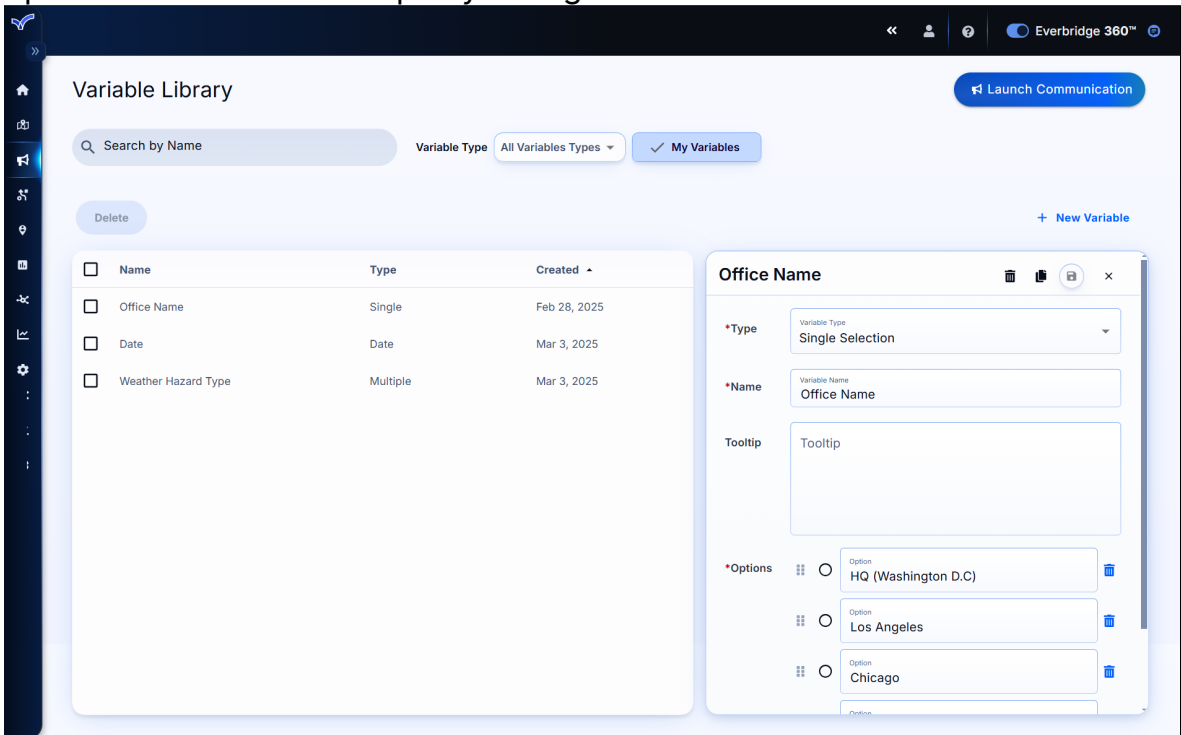 Everbridge 360™
Variable Library
Launch Communication
Search by Name
Variable Type
All Variables Types
My Variables
Delete
+ New Variable
Name Type Created
Office Name Single Feb 28, 2025
Date Date Mar 3, 2025
Weather Hazard Type Multiple Mar 3, 2025
Office Name
*Type
Variable Type
Single Selection
*Name
Variable Name
Office Name
Tooltip
Tooltip
*Options
Option
HQ (Washington D.C)
Option
Los Angeles
Option
Chicago
Option